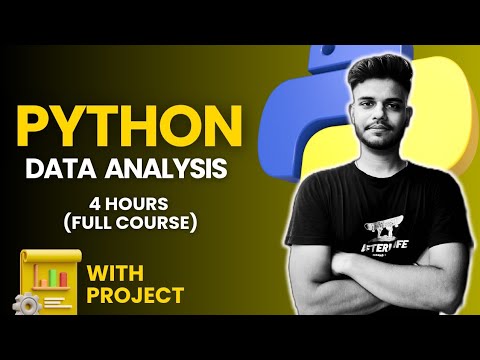 PYTHON
DATA ANALYSIS
4 HOURS
(FULL COURSE)
WITH
PROJECT